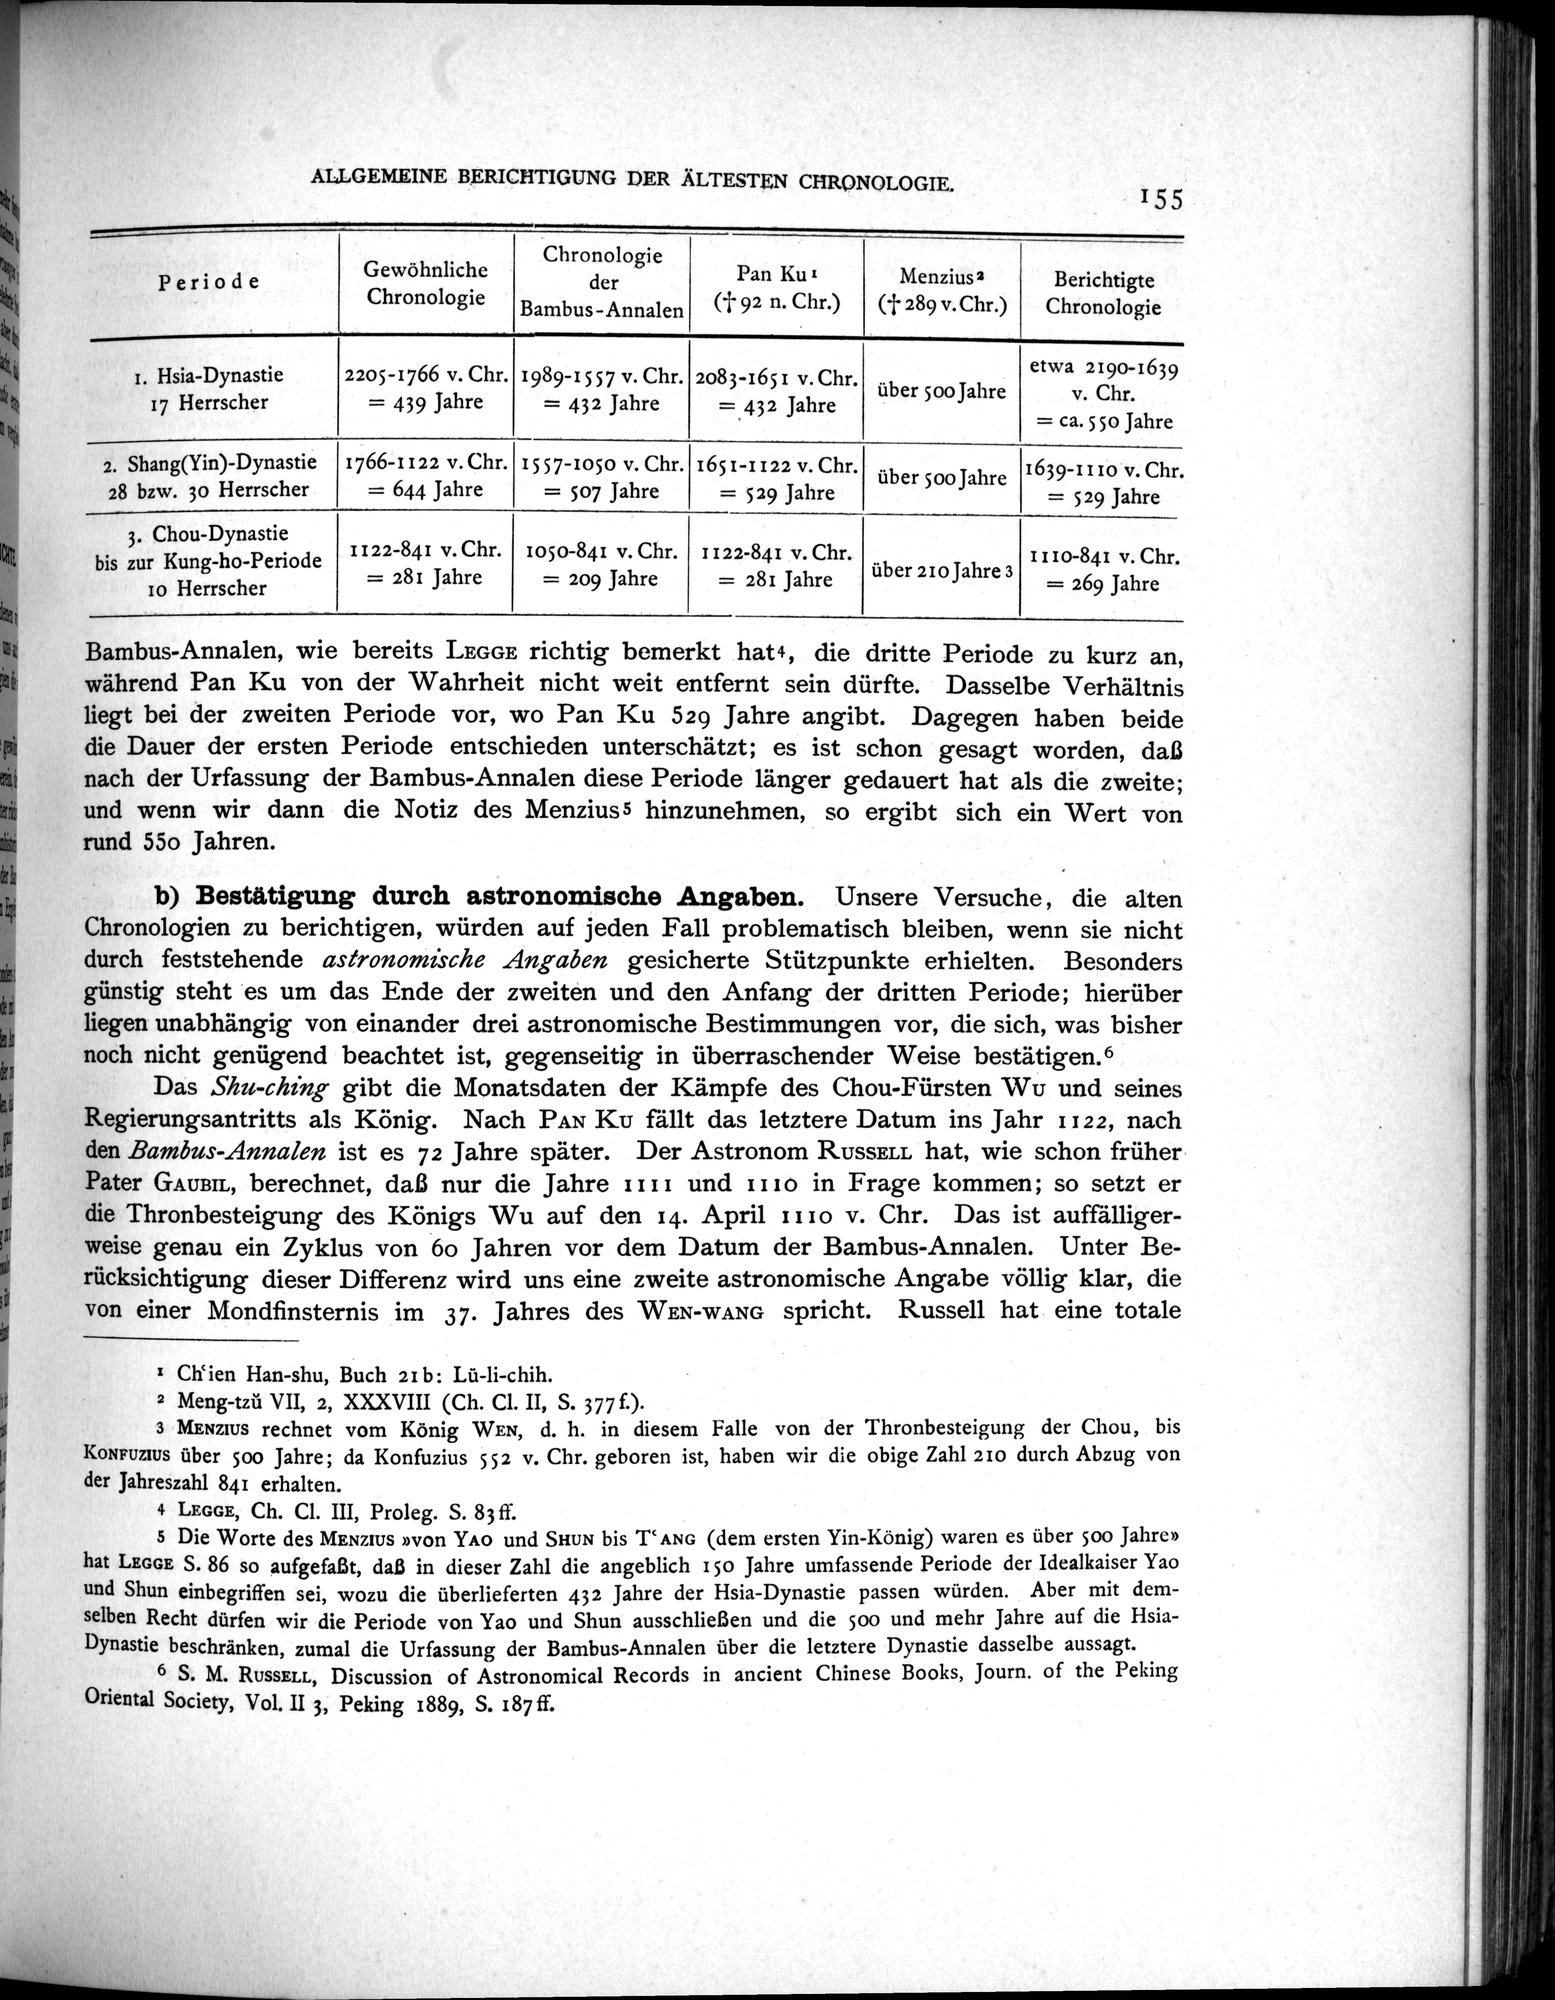 ALLGEMEINE BERICHTIGUNG DER ÄLTESTEN CHRONOLOGIE.
155
Periode
Gewöhnliche
Chronologie
Chronologie
der
Bambus-Annalen
Pan Ku¹
(†92 n. Chr.)
Menzius²
(†289 v. Chr.)
Berichtigte
Chronologie
1. Hsia-Dynastie
17 Herrscher
2205-1766 v. Chr.
= 439 Jahre
1989-1557 v. Chr.
= 432 Jahre
2083-1651 v. Chr.
= 432 Jahre
über 500 Jahre
etwa 2190-1639
v. Chr.
= ca. 550 Jahre
2. Shang(Yin)-Dynastie
28 bzw. 30 Herrscher
1766-1122 v. Chr.
= 644 Jahre
1557-1050 v. Chr.
= 507 Jahre
1651-1122 v. Chr.
= 529 Jahre
über 500 Jahre
1639-1110 v. Chr.
= 529 Jahre
3. Chou-Dynastie
bis zur Kung-ho-Periode
10 Herrscher
1122-841 v. Chr.
= 281 Jahre
1050-841 v. Chr.
= 209 Jahre
1122-841 v. Chr.
= 281 Jahre
über 210 Jahre³
1110-841 v. Chr.
= 269 Jahre
Bambus-Annalen, wie bereits LEGGE richtig bemerkt hat⁴, die dritte Periode zu kurz an,
während Pan Ku von der Wahrheit nicht weit entfernt sein dürfte. Dasselbe Verhältnis
liegt bei der zweiten Periode vor, wo Pan Ku 529 Jahre angibt. Dagegen haben beide
die Dauer der ersten Periode entschieden unterschätzt; es ist schon gesagt worden, daß
nach der Urfassung der Bambus-Annalen diese Periode länger gedauert hat als die zweite;
und wenn wir dann die Notiz des Menzius⁵ hinzunehmen, so ergibt sich ein Wert von
rund 550 Jahren.
b) Bestätigung durch astronomische Angaben. Unsere Versuche, die alten
Chronologien zu berichtigen, würden auf jeden Fall problematisch bleiben, wenn sie nicht
durch feststehende astronomische Angaben gesicherte Stützpunkte erhielten. Besonders
günstig steht es um das Ende der zweiten und den Anfang der dritten Periode; hierüber
liegen unabhängig von einander drei astronomische Bestimmungen vor, die sich, was bisher
noch nicht genügend beachtet ist, gegenseitig in überraschender Weise bestätigen.⁶
Das Shu-ching gibt die Monatsdaten der Kämpfe des Chou-Fürsten WU und seines
Regierungsantritts als König. Nach PAN KU fällt das letztere Datum ins Jahr 1122, nach
den Bambus-Annalen ist es 72 Jahre später. Der Astronom RUSSELL hat, wie schon früher
Pater GAUBIL, berechnet, daß nur die Jahre 1111 und 1110 in Frage kommen; so setzt er
die Thronbesteigung des Königs Wu auf den 14. April 1110 v. Chr. Das ist auffälliger-
weise genau ein Zyklus von 60 Jahren vor dem Datum der Bambus-Annalen. Unter Be-
rücksichtigung dieser Differenz wird uns eine zweite astronomische Angabe völlig klar, die
von einer Mondfinsternis im 37. Jahres des WEN-WANG spricht. Russell hat eine totale
¹ Chʿien Han-shu, Buch 21b: Lü-li-chih.
² Meng-tzŭ VII, 2, XXXVIII (Ch. Cl. II, S. 377f.).
³ MENZIUS rechnet vom König WEN, d. h. in diesem Falle von der Thronbesteigung der Chou, bis
KONFUZIUS über 500 Jahre; da Konfuzius 552 v. Chr. geboren ist, haben wir die obige Zahl 210 durch Abzug von
der Jahreszahl 841 erhalten.
⁴ LEGGE, Ch. Cl. III, Proleg. S. 83ff.
⁵ Die Worte des MENZIUS »von YAO und SHUN bis TʿANG (dem ersten Yin-König) waren es über 500 Jahre»
hat LEGGE S. 86 so aufgefaßt, daß in dieser Zahl die angeblich 150 Jahre umfassende Periode der Idealkaiser Yao
und Shun einbegriffen sei, wozu die überlieferten 432 Jahre der Hsia-Dynastie passen würden. Aber mit dem-
selben Recht dürfen wir die Periode von Yao und Shun ausschließen und die 500 und mehr Jahre auf die Hsia-
Dynastie beschränken, zumal die Urfassung der Bambus-Annalen über die letztere Dynastie dasselbe aussagt.
⁶ S. M. RUSSELL, Discussion of Astronomical Records in ancient Chinese Books, Journ. of the Peking
Oriental Society, Vol. II 3, Peking 1889, S. 187ff.